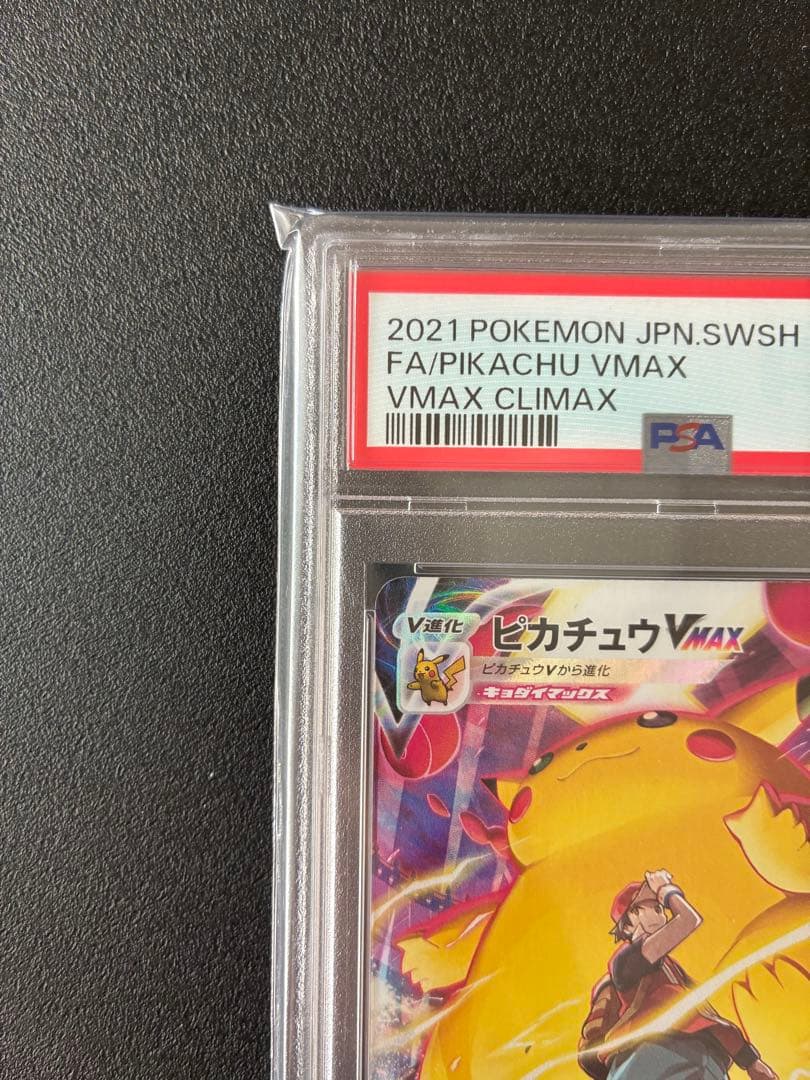 2021 POKEMON JPN.SWSH
FA/PIKACHU VMAX
VMAX CLIMAX
PSA
V進化
ピカチュウVMAX
ピカチュウVから進化
キョダイマックス